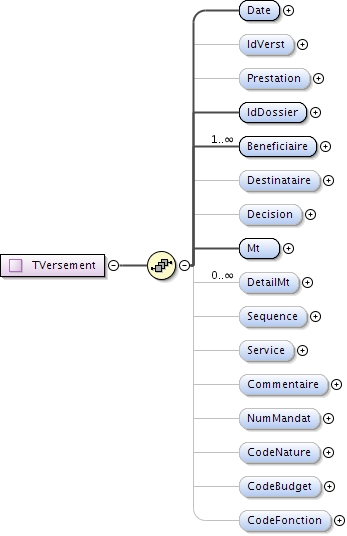 Date
IdVerst
Prestation
IdDossier
1..∞
Beneficiaire
Destinataire
Decision
TVersement
Mt
0..∞
DetailMt
Sequence
Service
Commentaire
NumMandat
CodeNature
CodeBudget
CodeFonction